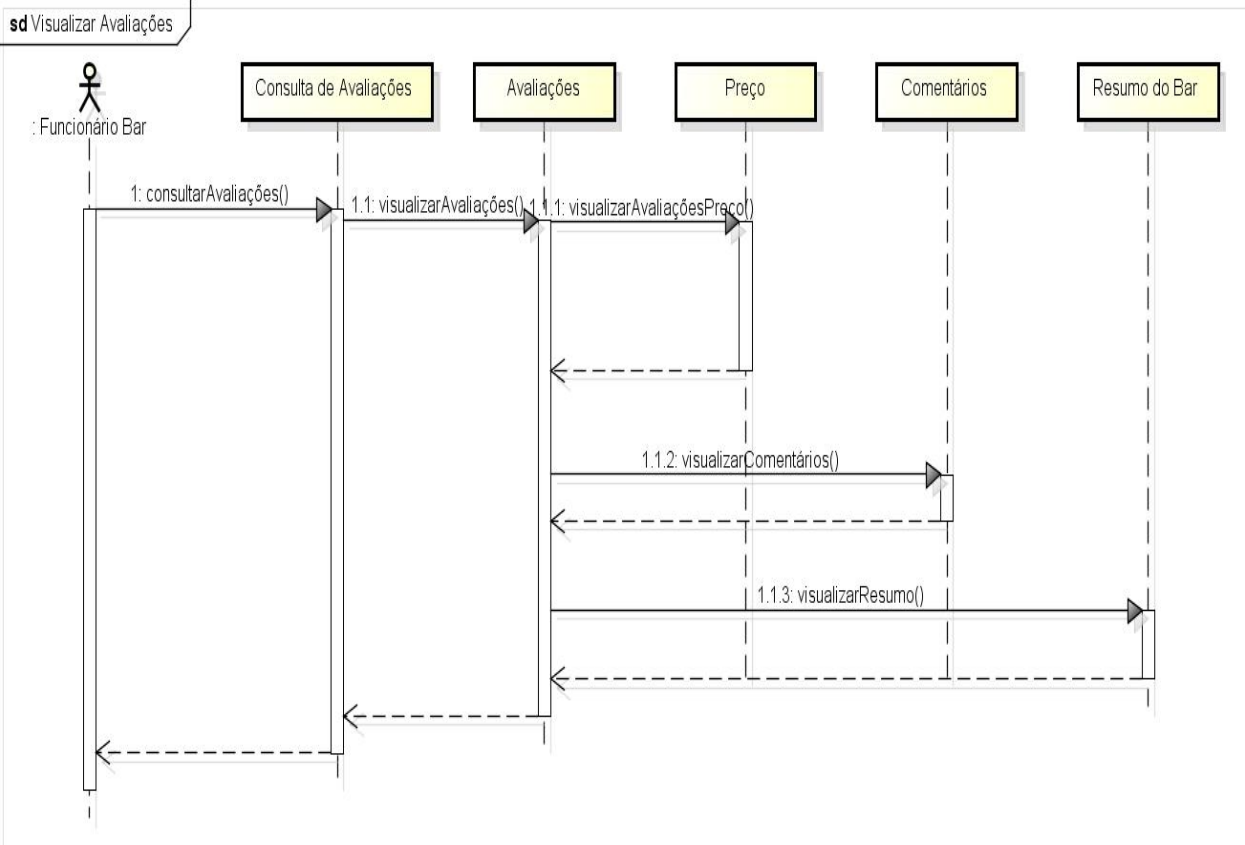 sd Visualizar Avaliações
: Funcionário Bar
Consulta de Avaliações
Avaliações
Preço
Comentários
Resumo do Bar
1: consultarAvaliações()
1.1: visualizarAvaliações()
1.1.1: visualizarAvaliaçõesPreço()
1.1.2: visualizarComentários()
1.1.3: visualizarResumo()